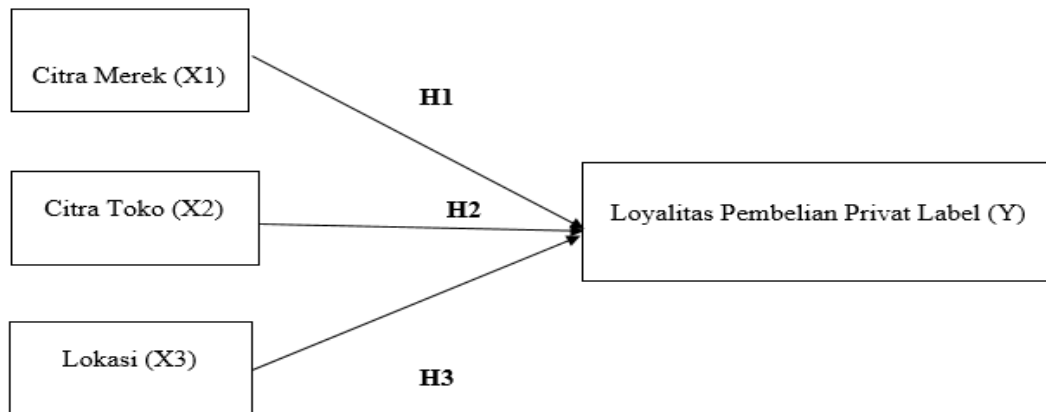 Citra Merek (X1)
H1
Citra Toko (X2)
H2
Loyalitas Pembelian Privat Label (Y)
Lokasi (X3)
H3